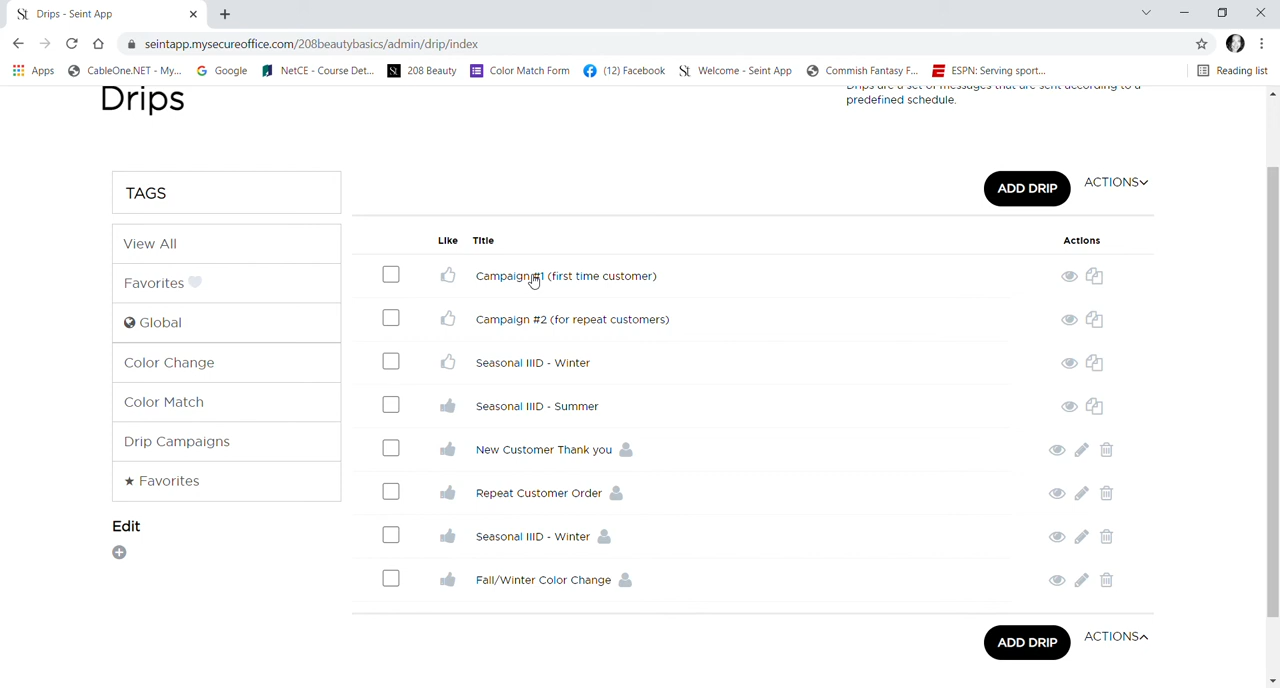 Drips - Seint App
seintapp.mysecureoffice.com/208beautybasics/admin/drip/index
Apps CableOne.NET - My... Google NetCE - Course Det... 208 Beauty Color Match Form (12) Facebook Welcome - Seint App Commish Fantasy F... ESPN: Serving sport... Reading list
Drips
Drips are a set of messages that are sent according to a
predefined schedule.
TAGS
ADD DRIP ACTIONS
View All
Favorites
Global
Color Change
Color Match
Drip Campaigns
★ Favorites
Edit
Like Title Actions
Campaign #1 (first time customer)
Campaign #2 (for repeat customers)
Seasonal IIID - Winter
Seasonal IIID - Summer
New Customer Thank you
Repeat Customer Order
Seasonal IIID - Winter
Fall/Winter Color Change
ADD DRIP ACTIONS